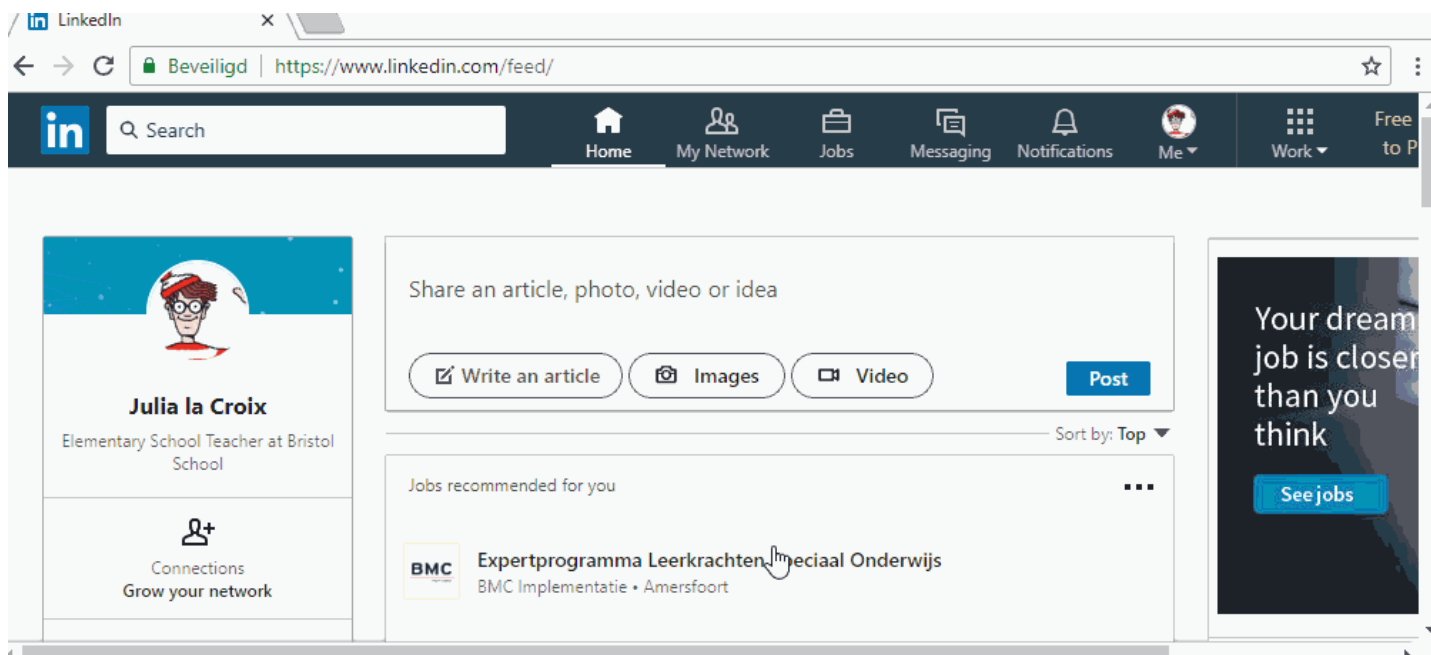 LinkedIn
Beveiligd | https://www.linkedin.com/feed/
in
Search
Home
My Network
Jobs
Messaging
Notifications
Me
Work
Free
to P
Julia la Croix
Elementary School Teacher at Bristol
School
Connections
Grow your network
Share an article, photo, video or idea
Write an article
Images
Video
Post
Sort by: Top
Jobs recommended for you
BMC
Expertprogramma Leerkrachten peciaal Onderwijs
BMC Implementatie • Amersfoort
Your dream
job is closer
than you
think
See jobs